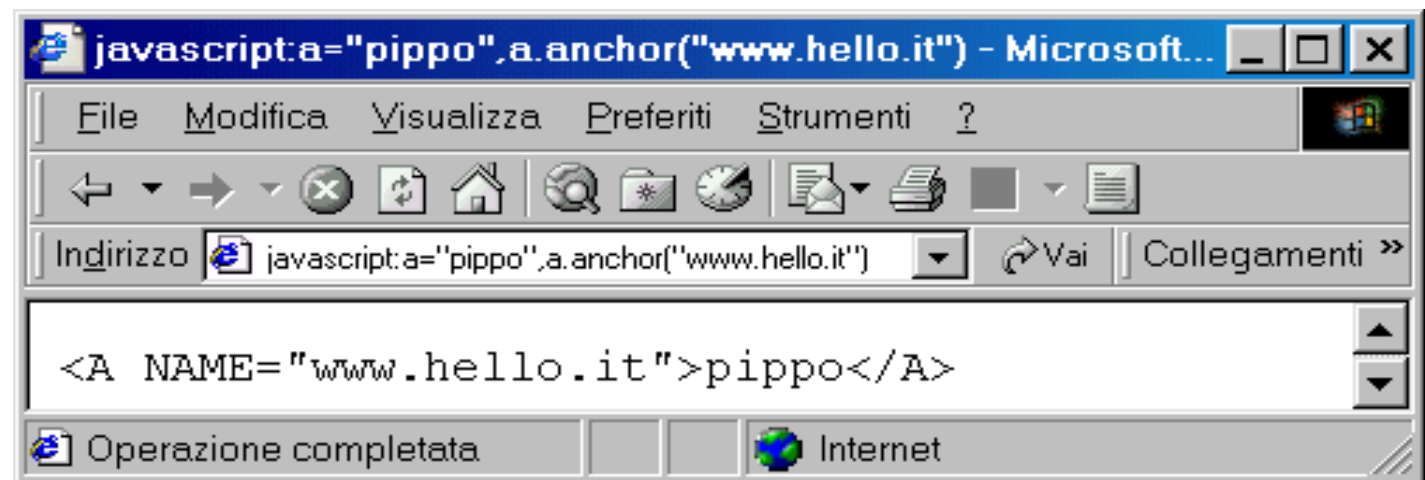 javascript:a="pippo",a.anchor("www.hello.it") - Microsoft...
File Modifica Visualizza Preferiti Strumenti ?
Indirizzo javascript:a="pippo",a.anchor("www.hello.it") Vai Collegamenti »
<A NAME="www.hello.it">pippo</A>
Operazione completata Internet